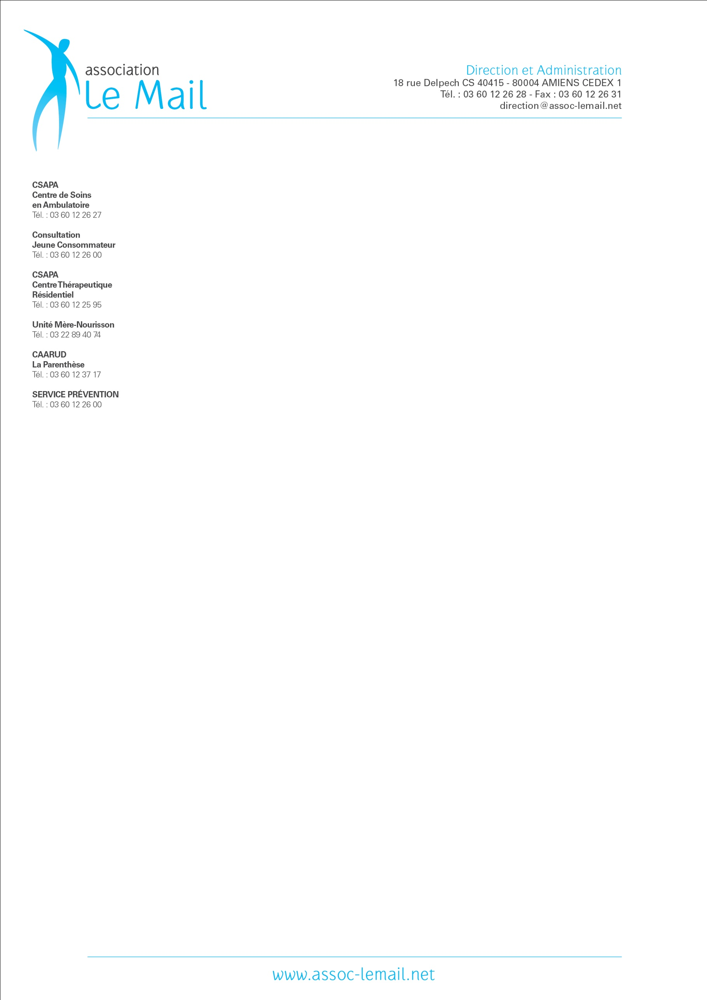 association
Le Mail
Direction et Administration
18 rue Delpech CS 40415 - 80004 AMIENS CEDEX 1
Tél. : 03 60 12 26 28 - Fax : 03 60 12 26 31
direction@assoc-lemail.net
CSAPA
Centre de Soins
en Ambulatoire
Tél. : 03 60 12 26 27
Consultation
Jeune Consommateur
Tél. : 03 60 12 26 00
CSAPA
Centre Thérapeutique
Résidentiel
Tél. : 03 60 12 25 95
Unité Mère-Nourisson
Tél. : 03 22 89 40 74
CAARUD
La Parenthèse
Tél. : 03 60 12 37 17
SERVICE PRÉVENTION
Tél. : 03 60 12 26 00
www.assoc-lemail.net